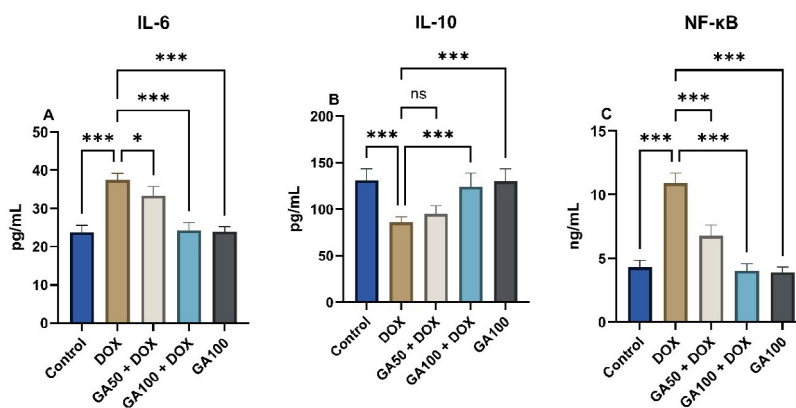 IL-6
IL-10
NF-κB
A
***
***
***
*
pg/mL
50
40
30
20
10
0
Control
DOX
GA50 + DOX
GA100 + DOX
GA100
B
***
ns
***
***
pg/mL
200
150
100
50
0
Control
DOX
GA50 + DOX
GA100 + DOX
GA100
C
***
***
***
***
ng/mL
15
10
5
0
Control
DOX
GA50 + DOX
GA100 + DOX
GA100